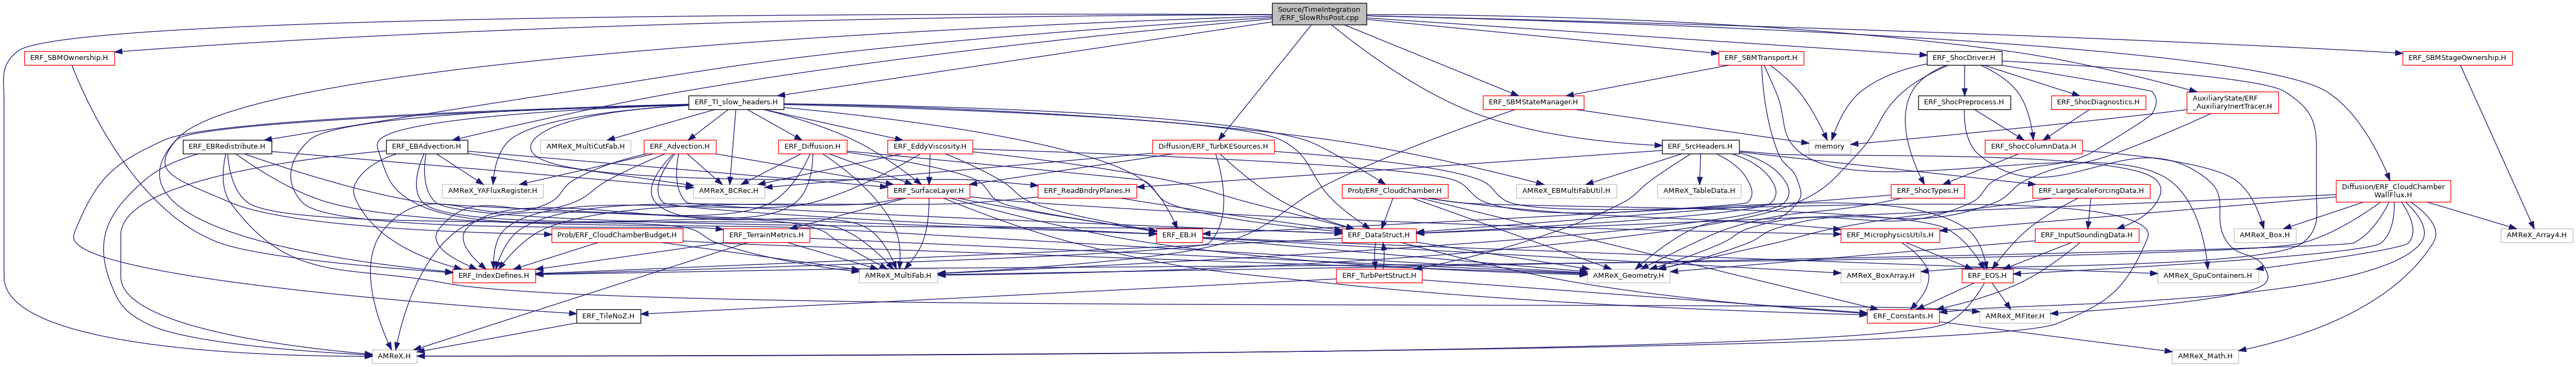 Source/TimeIntegration
/ERF_SlowRhsPost.cpp
ERF_SBMOwnership.H
ERF_SBMTransport.H
ERF_ShocDriver.H
ERF_SBMStageOwnership.H
ERF_TI_slow_headers.H
ERF_SBMStateManager.H
ERF_ShocPreprocess.H
ERF_ShocDiagnostics.H
AuxiliaryState/ERF
_AuxiliaryInertTracer.H
ERF_EBRedistribute.H
ERF_EBAdvection.H
AMReX_MultiCutFab.H
ERF_Advection.H
ERF_Diffusion.H
ERF_EddyViscosity.H
Diffusion/ERF_TurbKESources.H
ERF_SrcHeaders.H
memory
ERF_ShocColumnData.H
AMReX_YAFluxRegister.H
AMReX_BCRec.H
ERF_SurfaceLayer.H
ERF_ReadBndryPlanes.H
Prob/ERF_CloudChamber.H
AMReX_EBMultiFabUtil.H
AMReX_TableData.H
ERF_ShocTypes.H
ERF_LargeScaleForcingData.H
Diffusion/ERF_CloudChamber
WallFlux.H
Prob/ERF_CloudChamberBudget.H
ERF_TerrainMetrics.H
ERF_EB.H
ERF_DataStruct.H
ERF_MicrophysicsUtils.H
ERF_InputSoundingData.H
AMReX_Box.H
AMReX_Array4.H
ERF_IndexDefines.H
AMReX_MultiFab.H
AMReX_Geometry.H
ERF_TurbPertStruct.H
AMReX_BoxArray.H
ERF_EOS.H
AMReX_GpuContainers.H
ERF_TileNoZ.H
ERF_Constants.H
AMReX_MFIter.H
AMReX.H
AMReX_Math.H